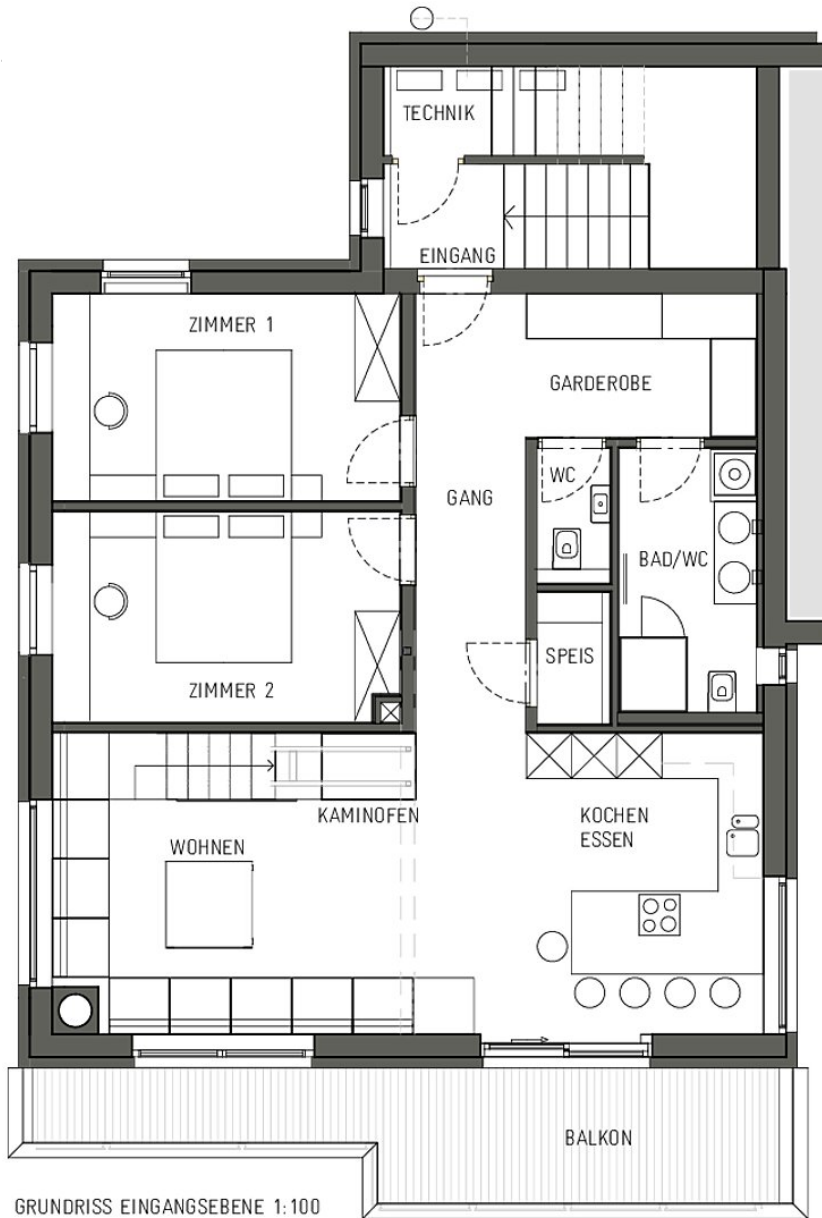 TECHNIK
EINGANG
ZIMMER 1
GARDEROBE
WC
GANG
BAD/WC
SPEIS
ZIMMER 2
KAMINOFEN
KOCHEN
ESSEN
WOHNEN
BALKON
GRUNDRISS EINGANGSEBENE 1:100